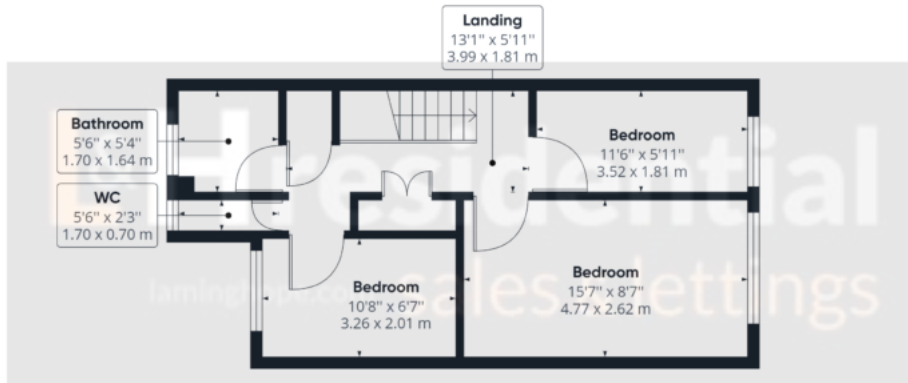 Landing
13'1" x 5'11"
3.99 x 1.81 m
Bathroom
5'6" x 5'4"
1.70 x 1.64 m
Bedroom
11'6" x 5'11"
3.52 x 1.81 m
WC
5'6" x 2'3"
1.70 x 0.70 m
residential
Bedroom
10'8" x 6'7"
3.26 x 2.01 m
Bedroom
15'7" x 8'7"
4.77 x 2.62 m
sales lettings